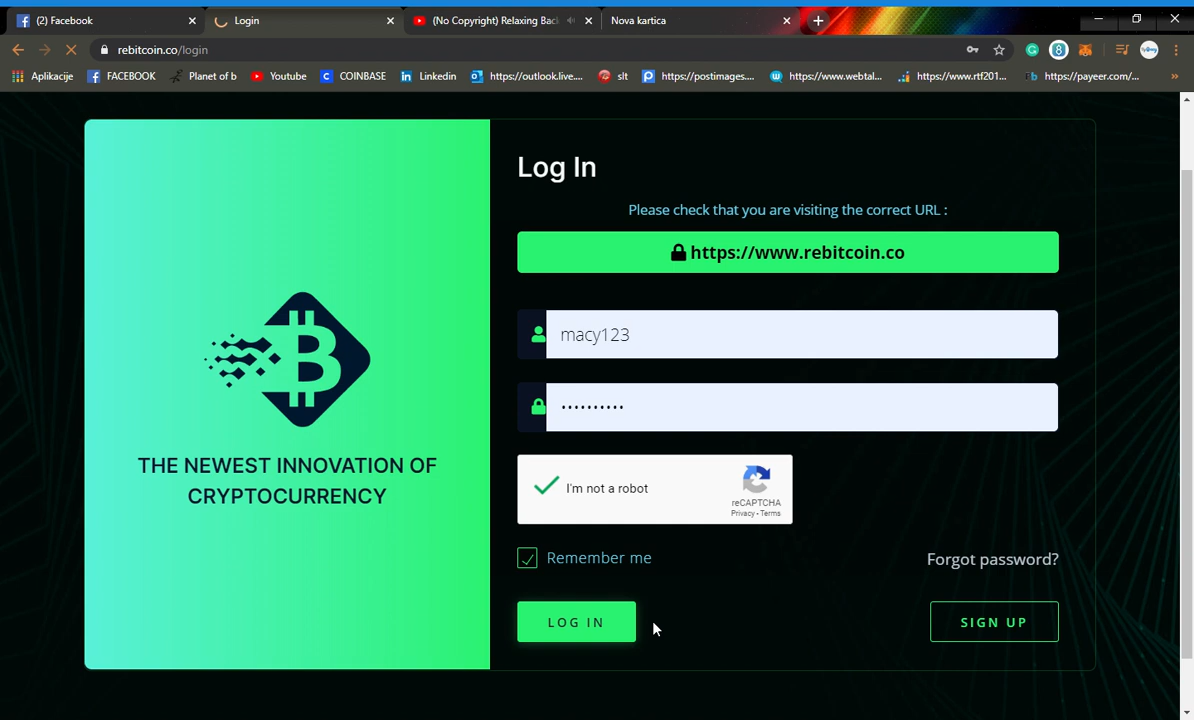 (2) Facebook
Login
(No Copyright) Relaxing Bac
Nova kartica
rebitcoin.co/login
Aplikacije
FACEBOOK
Planet of b
Youtube
COINBASE
Linkedin
https://outlook.live....
slt
https://postimages....
https://www.webtal...
https://www.rtf201...
https://payeer.com/...
Log In
Please check that you are visiting the correct URL :
https://www.rebitcoin.co
macy123
••••••••••
I'm not a robot
reCAPTCHA
Privacy - Terms
Remember me
Forgot password?
LOG IN
SIGN UP
THE NEWEST INNOVATION OF
CRYPTOCURRENCY